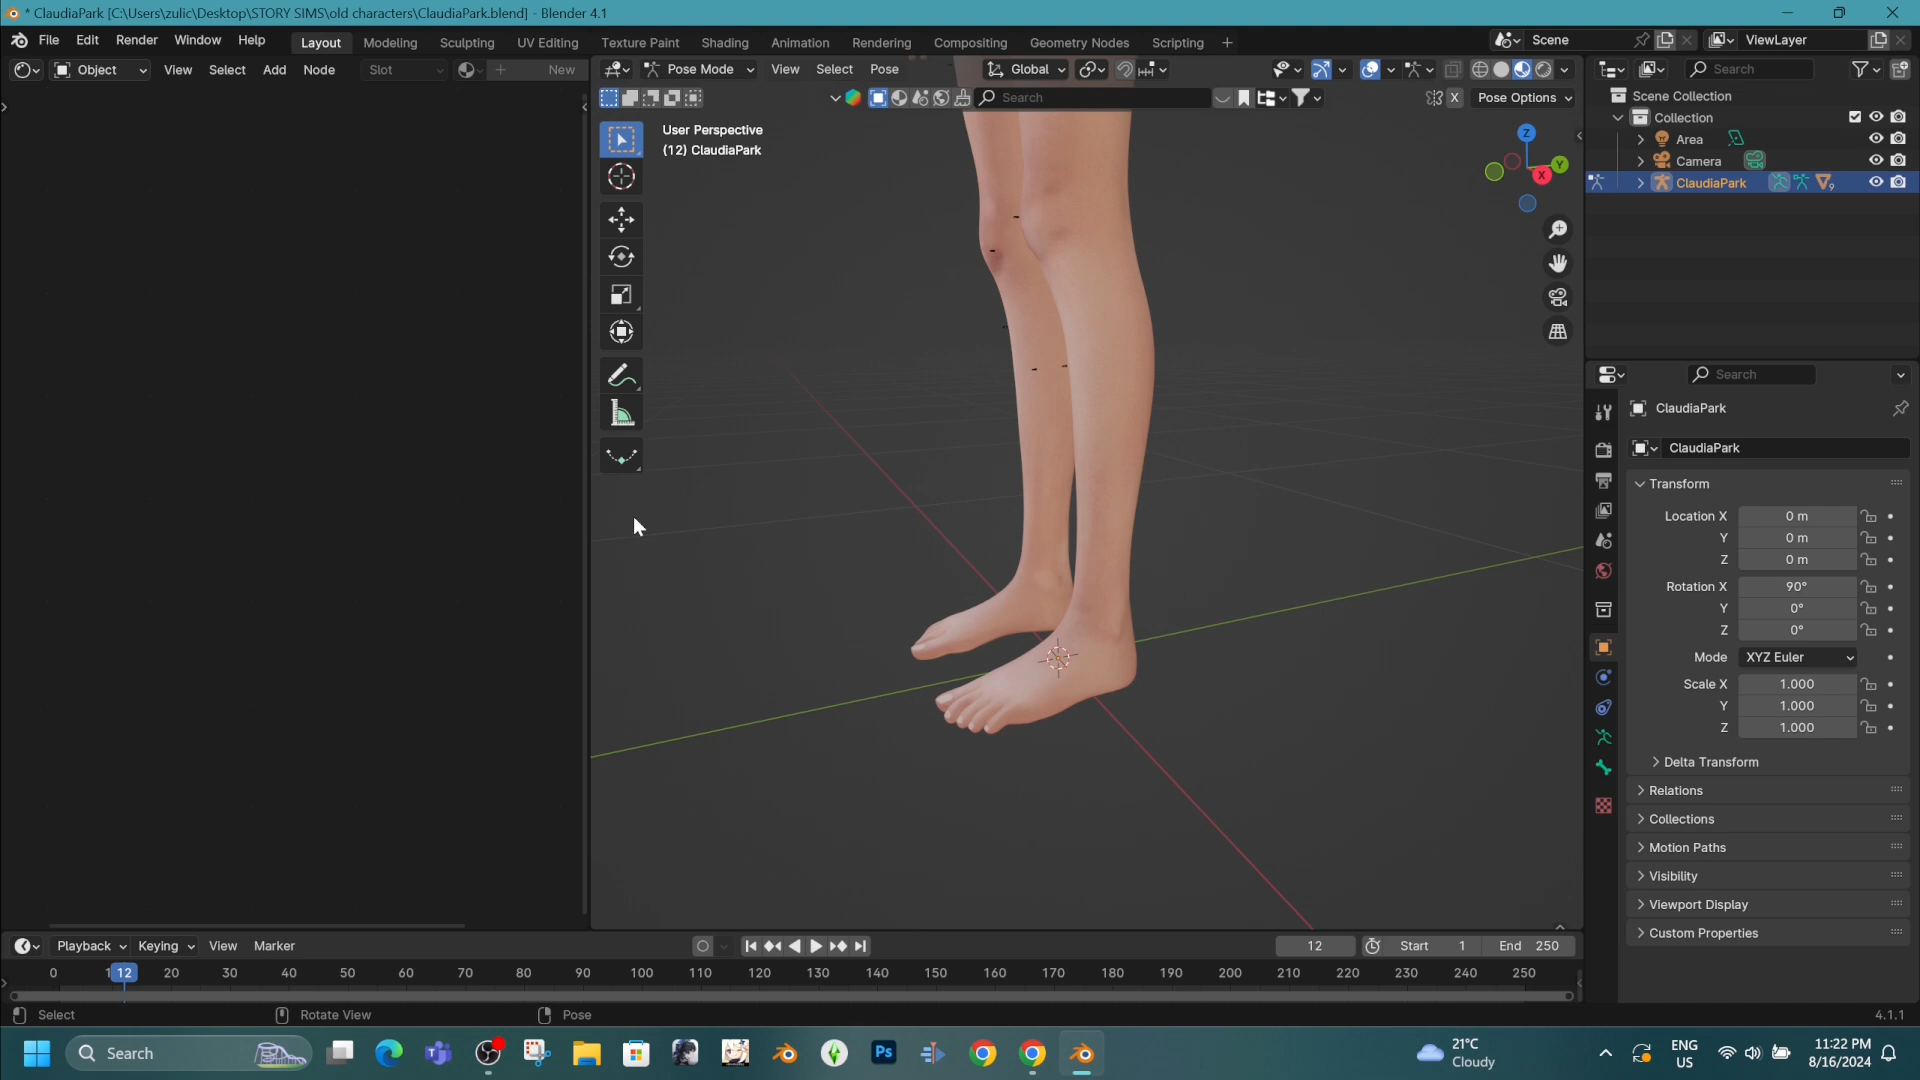 * ClaudiaPark [C:\Users\zulic\Desktop\STORY SIMS\old characters\ClaudiaPark.blend] - Blender 4.1
File Edit Render Window Help Layout Modeling Sculpting UV Editing Texture Paint Shading Animation Rendering Compositing Geometry Nodes Scripting + Scene ViewLayer
Object View Select Add Node Slot New Pose Mode View Select Pose Global Search
Search X Pose Options Scene Collection
Collection
User Perspective
(12) ClaudiaPark
Z
Y
X
Area
Camera
ClaudiaPark
Search
ClaudiaPark
ClaudiaPark
Transform
Location X 0 m
Y 0 m
Z 0 m
Rotation X 90°
Y 0°
Z 0°
Mode XYZ Euler
Scale X 1.000
Y 1.000
Z 1.000
Delta Transform
Relations
Collections
Motion Paths
Visibility
Viewport Display
Custom Properties
Playback Keying View Marker 12 Start 1 End 250
0 1 12 20 30 40 50 60 70 80 90 100 110 120 130 140 150 160 170 180 190 200 210 220 230 240 250
Select Rotate View Pose 4.1.1
Search Ps 21°C
Cloudy
ENG
US
11:22 PM
8/16/2024